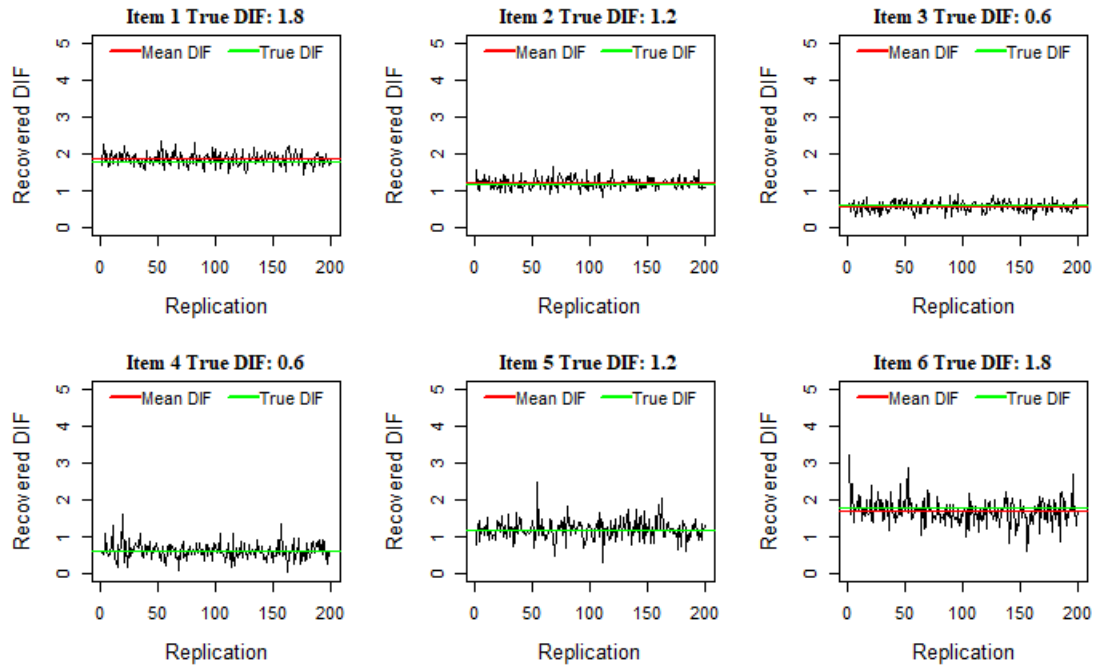 Item 1 True DIF: 1.8
Mean DIF True DIF
Recovered DIF
5
4
3
2
1
0
0 50 100 150 200
Replication
Item 2 True DIF: 1.2
Mean DIF True DIF
Recovered DIF
5
4
3
2
1
0
0 50 100 150 200
Replication
Item 3 True DIF: 0.6
Mean DIF True DIF
Recovered DIF
5
4
3
2
1
0
0 50 100 150 200
Replication
Item 4 True DIF: 0.6
Mean DIF True DIF
Recovered DIF
5
4
3
2
1
0
0 50 100 150 200
Replication
Item 5 True DIF: 1.2
Mean DIF True DIF
Recovered DIF
5
4
3
2
1
0
0 50 100 150 200
Replication
Item 6 True DIF: 1.8
Mean DIF True DIF
Recovered DIF
5
4
3
2
1
0
0 50 100 150 200
Replication